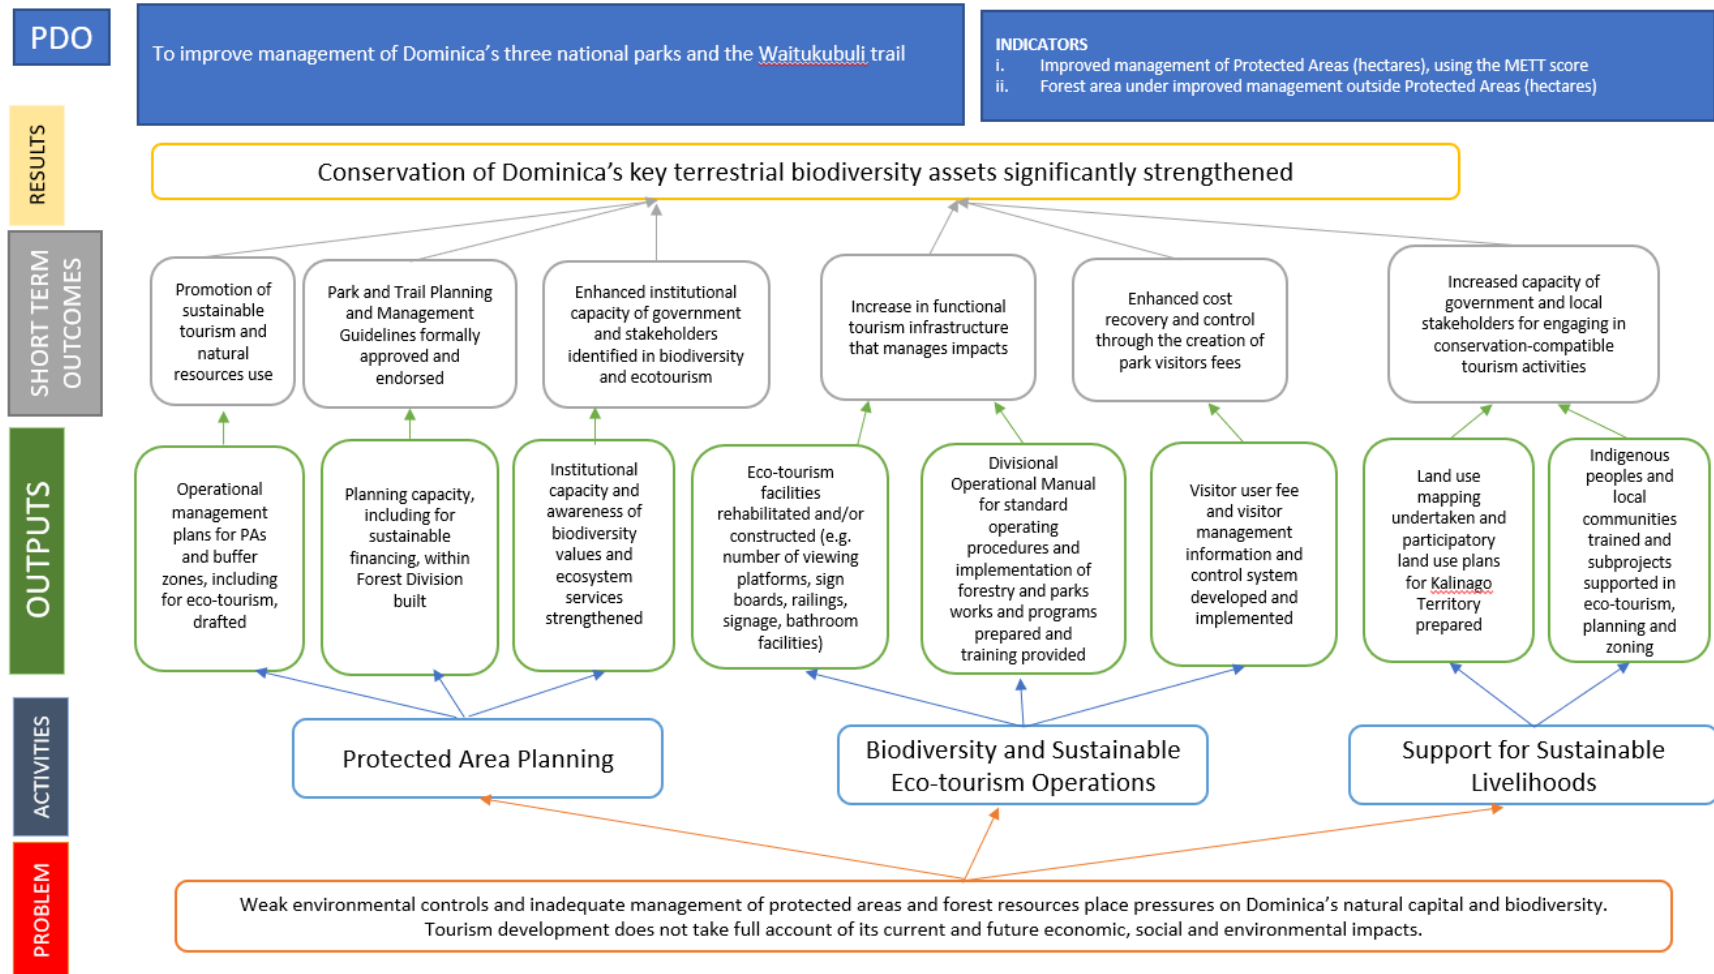 PDO
To improve management of Dominica's three national parks and the Waitukubuli trail
INDICATORS
i. Improved management of Protected Areas (hectares), using the METT score
ii. Forest area under improved management outside Protected Areas (hectares)
RESULTS
Conservation of Dominica's key terrestrial biodiversity assets significantly strengthened
SHORT TERM
OUTCOMES
Promotion of
sustainable
tourism and
natural
resources use
Park and Trail Planning
and Management
Guidelines formally
approved and
endorsed
Enhanced institutional
capacity of government
and stakeholders
identified in biodiversity
and ecotourism
Increase in functional
tourism infrastructure
that manages impacts
Enhanced cost
recovery and control
through the creation of
park visitors fees
Increased capacity of
government and local
stakeholders for engaging in
conservation-compatible
tourism activities
OUTPUTS
Operational
management
plans for PAs
and buffer
zones, including
for eco-tourism,
drafted
Planning capacity,
including for
sustainable
financing, within
Forest Division
built
Institutional
capacity and
awareness of
biodiversity
values and
ecosystem
services
strengthened
Eco-tourism
facilities
rehabilitated and/or
constructed (e.g.
number of viewing
platforms, sign
boards, railings,
signage, bathroom
facilities)
Divisional
Operational Manual
for standard
operating
procedures and
implementation of
forestry and parks
works and programs
prepared and
training provided
Visitor user fee
and visitor
management
information and
control system
developed and
implemented
Land use
mapping
undertaken and
participatory
land use plans
for Kalinago
Territory
prepared
Indigenous
peoples and
local
communities
trained and
subprojects
supported in
eco-tourism,
planning and
zoning
ACTIVITIES
Protected Area Planning
Biodiversity and Sustainable
Eco-tourism Operations
Support for Sustainable
Livelihoods
PROBLEM
Weak environmental controls and inadequate management of protected areas and forest resources place pressures on Dominica's natural capital and biodiversity.
Tourism development does not take full account of its current and future economic, social and environmental impacts.